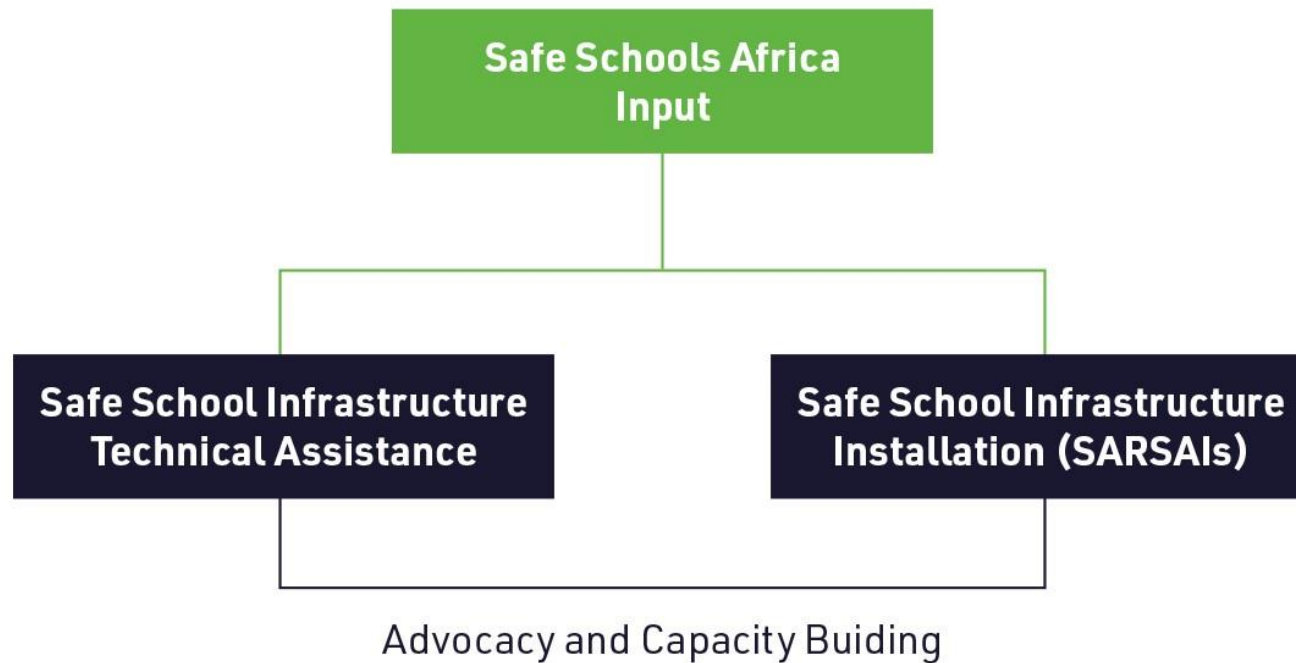 Safe Schools Africa
Input
Safe School Infrastructure
Technical Assistance
Safe School Infrastructure
Installation (SARSAIs)
Advocacy and Capacity Buiding